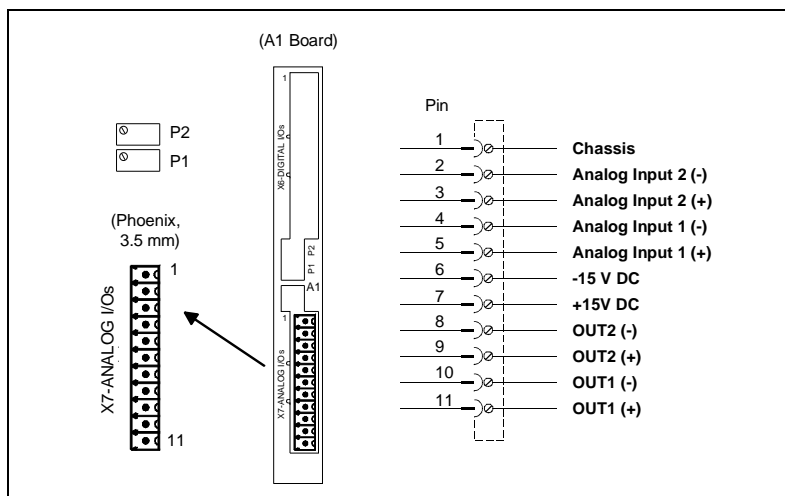 (A1 Board)
1
X6-DIGITAL I/Os
P1 P2
A1
1
X7-ANALOG I/Os
P2
P1
(Phoenix,
3.5 mm)
X7-ANALOG I/Os
1
11
Pin
1 Chassis
2 Analog Input 2 (-)
3 Analog Input 2 (+)
4 Analog Input 1 (-)
5 Analog Input 1 (+)
6 -15 V DC
7 +15V DC
8 OUT2 (-)
9 OUT2 (+)
10 OUT1 (-)
11 OUT1 (+)